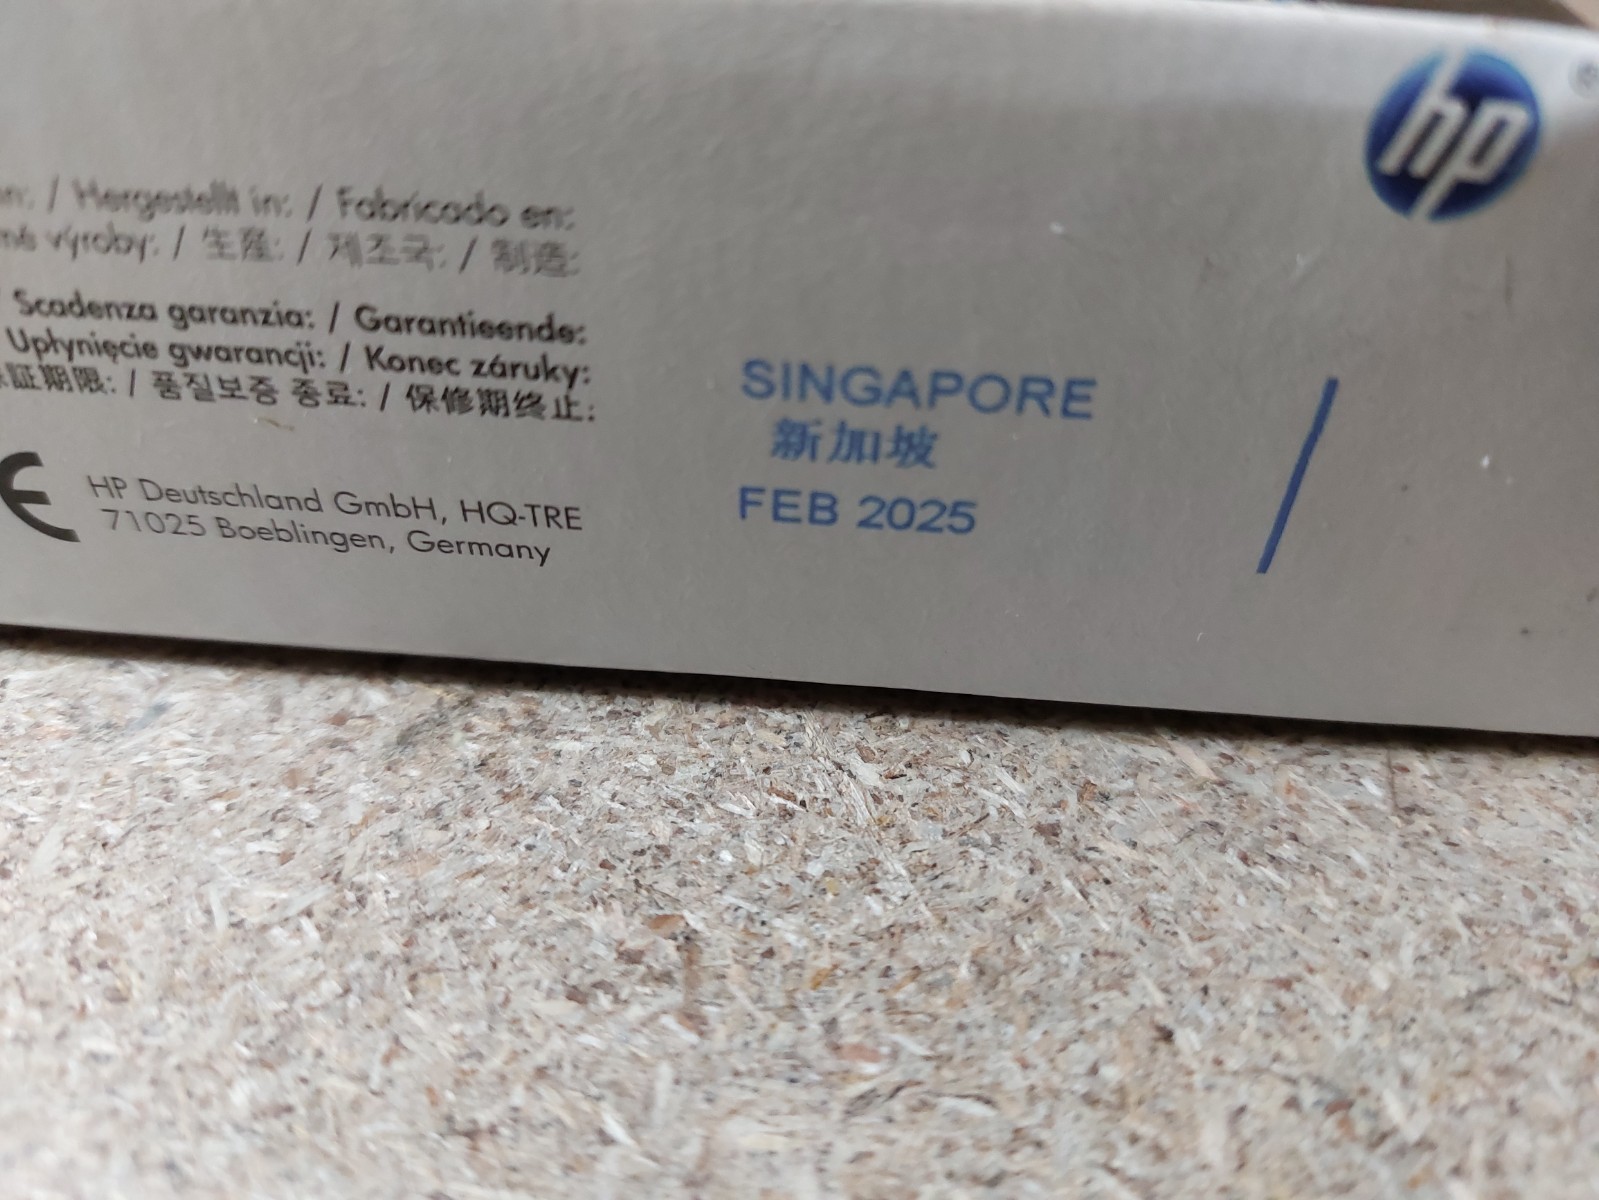 hp
®
/ Hergestellt in: / Fabricado en:
výroby: / 生産: / 제조국: / 制造:
Scadenza garanzia: / Garantieende:
Upłynięcie gwarancji: / Konec záruky:
証期限: / 품질보증 종료: / 保修期终止:
SINGAPORE
新加坡
FEB 2025
/
CE HP Deutschland GmbH, HQ-TRE
71025 Boeblingen, Germany